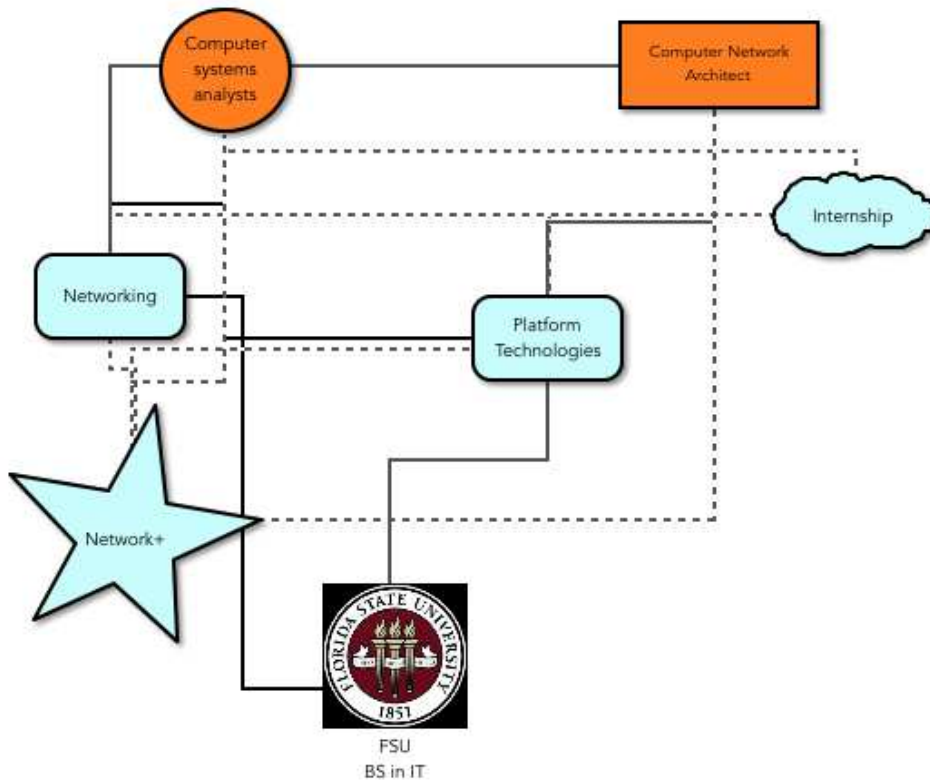 Computer
systems
analysts
Computer Network
Architect
Internship
Networking
Platform
Technologies
Network+
FLORIDA STATE UNIVERSITY
1851
FSU
BS in IT